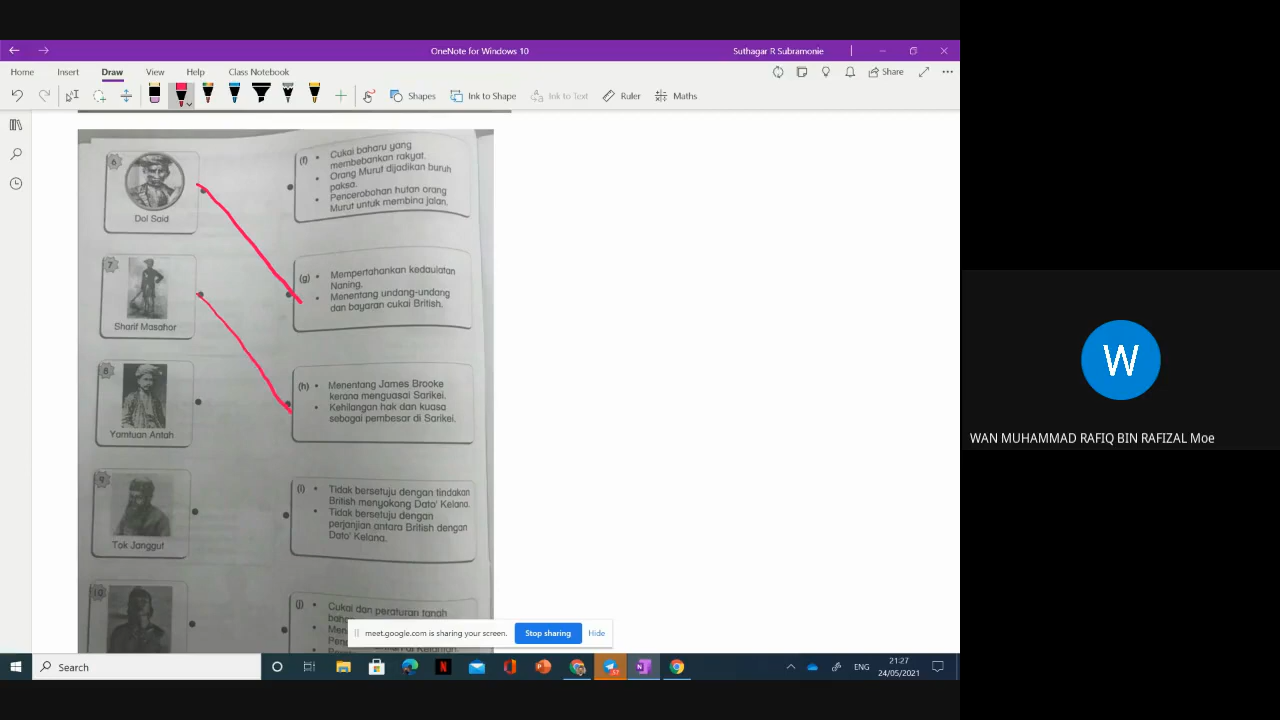 OneNote for Windows 10
Suthagar R Subramonie
Home Insert Draw View Help Class Notebook
Share
Shapes Ink to Shape Ink to Text Ruler Maths
6
Dol Said
(f) • Cukai baharu yang
membebankan rakyat.
• Orang Murut dijadikan buruh
paksa.
• Pencerobohan hutan orang
Murut untuk membina jalan.
7
Sharif Masahor
(g) • Mempertahankan kedaulatan
Naning.
• Menentang undang-undang
dan bayaran cukai British.
8
Yamtuan Antah
(h) • Menentang James Brooke
kerana menguasai Sarikei.
• Kehilangan hak dan kuasa
sebagai pembesar di Sarikei.
9
Tok Janggut
(i) • Tidak bersetuju dengan tindakan
British menyokong Dato' Kelana.
• Tidak bersetuju dengan
perjanjian antara British dengan
Dato' Kelana.
10
(j) • Cukai dan peraturan tanah
meet.google.com is sharing your screen.
Stop sharing
Hide
W
WAN MUHAMMAD RAFIQ BIN RAFIZAL Moe
Search
ENG
21:27
24/05/2021